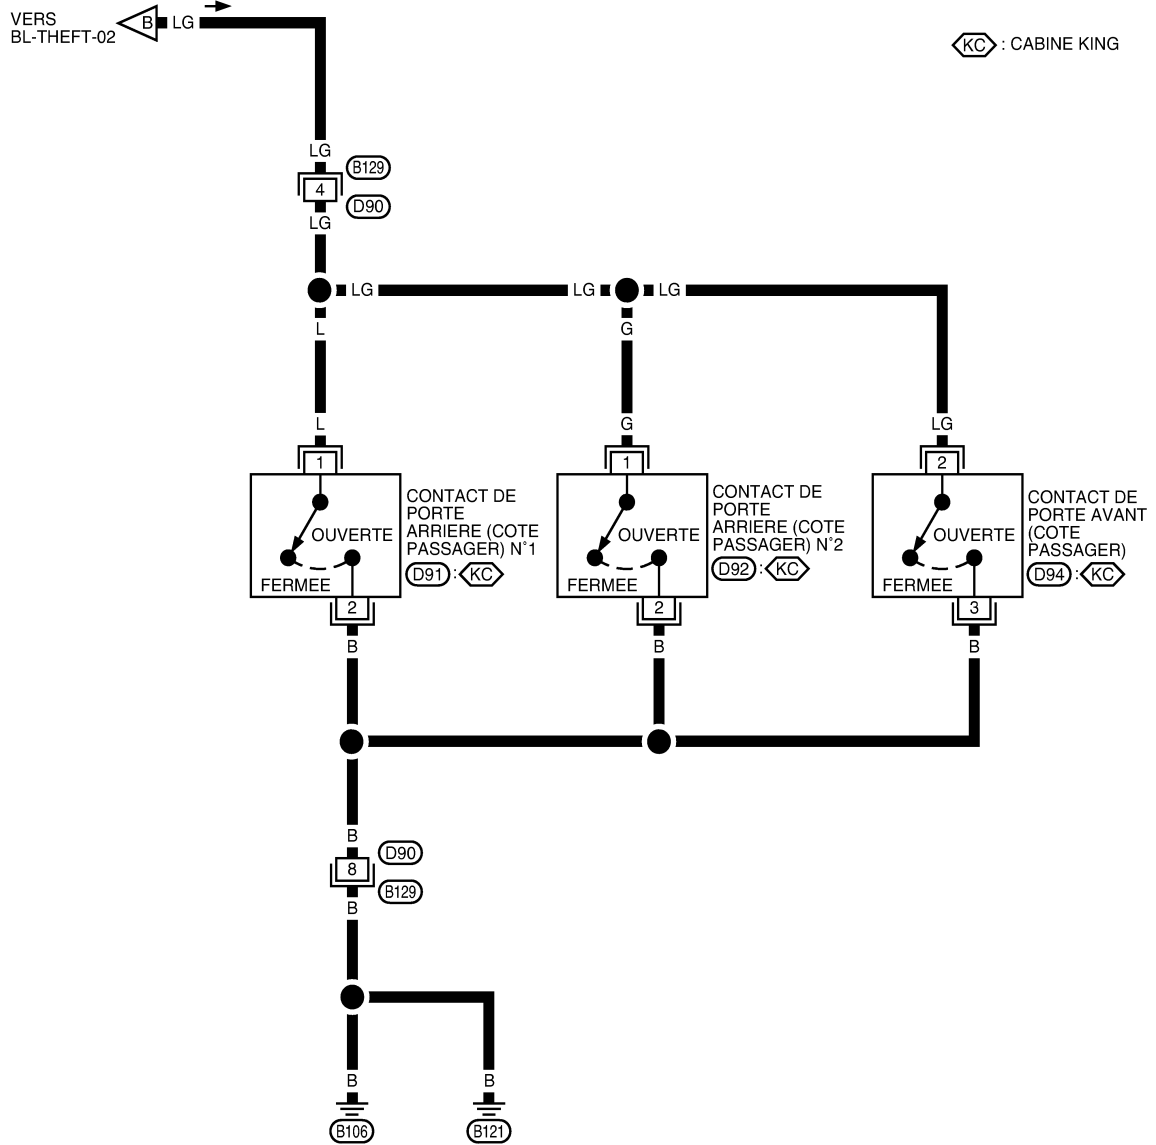 VERS
BL-THEFT-02
B
LG
KC : CABINE KING
LG
B129
4
D90
LG
LG
LG
LG
L
G
L
G
LG
1
1
2
OUVERTE
FERMEE
CONTACT DE
PORTE
ARRIERE (COTE
PASSAGER) N°1
D91 : KC
OUVERTE
FERMEE
CONTACT DE
PORTE
ARRIERE (COTE
PASSAGER) N°2
D92 : KC
OUVERTE
FERMEE
CONTACT DE
PORTE AVANT
(COTE
PASSAGER)
D94 : KC
2
2
3
B
B
B
B
D90
8
B129
B
B
B
B106
B121